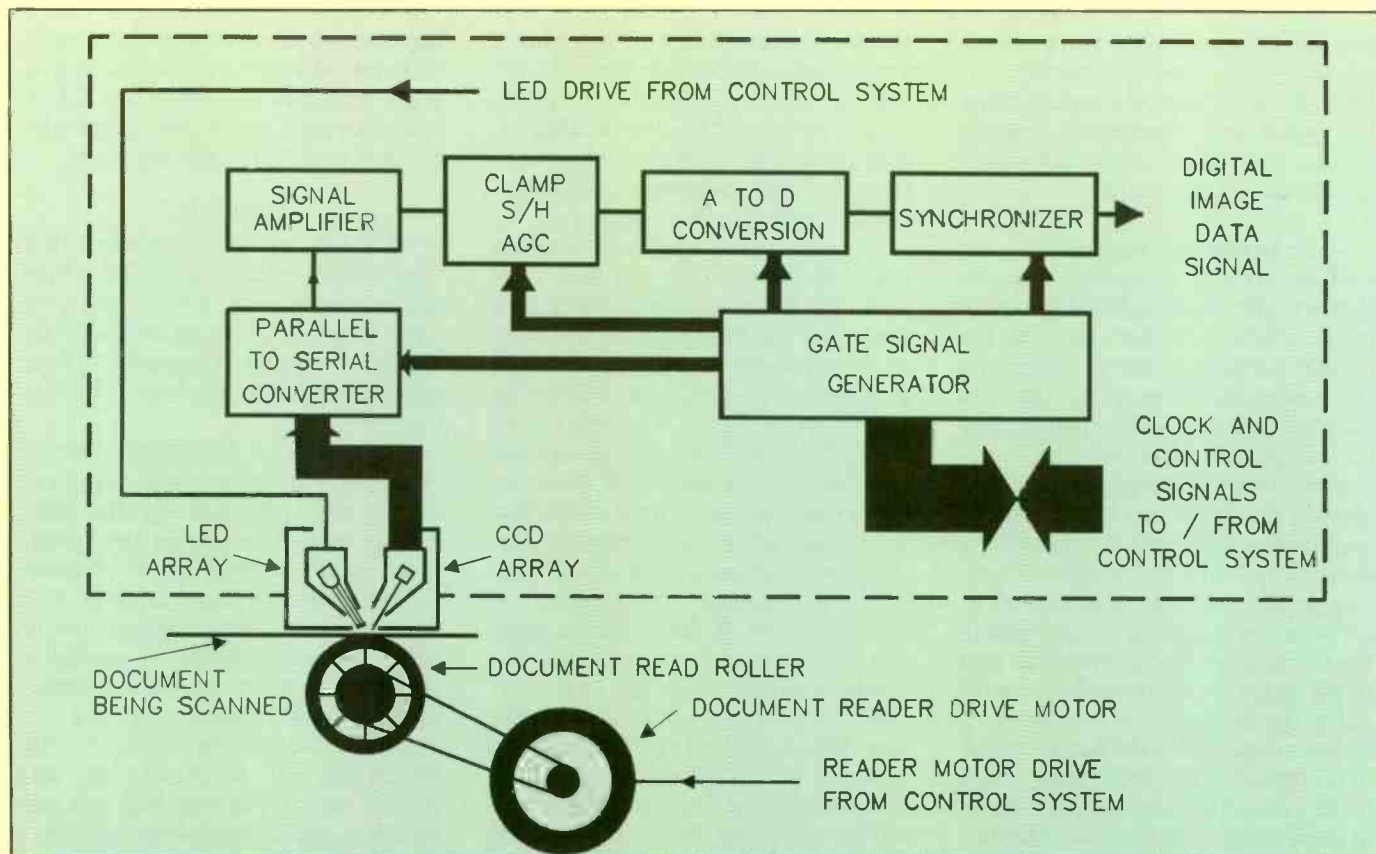 LED DRIVE FROM CONTROL SYSTEM
SIGNAL
AMPLIFIER
CLAMP
S/H
AGC
A TO D
CONVERSION
SYNCHRONIZER
DIGITAL
IMAGE
DATA
SIGNAL
PARALLEL
TO SERIAL
CONVERTER
GATE SIGNAL
GENERATOR
CLOCK AND
CONTROL
SIGNALS
TO / FROM
CONTROL SYSTEM
LED
ARRAY
CCD
ARRAY
DOCUMENT
BEING SCANNED
DOCUMENT READ ROLLER
DOCUMENT READER DRIVE MOTOR
READER MOTOR DRIVE
FROM CONTROL SYSTEM